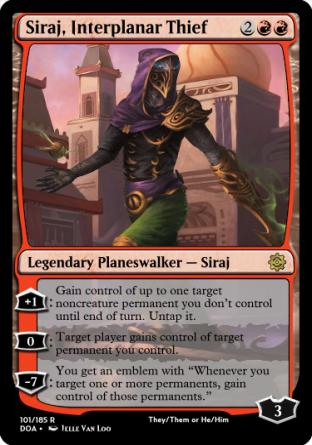 Siraj, Interplanar Thief 2
Legendary Planeswalker — Siraj
+1: Gain control of up to one target
noncreature permanent you don't control
until end of turn. Untap it.
0: Target player gains control of target
permanent you control.
-7: You get an emblem with “Whenever you
target one or more permanents, gain
control of those permanents.”
3
101/185 R They/Them or He/Him
DOA • Jelle Van Loo